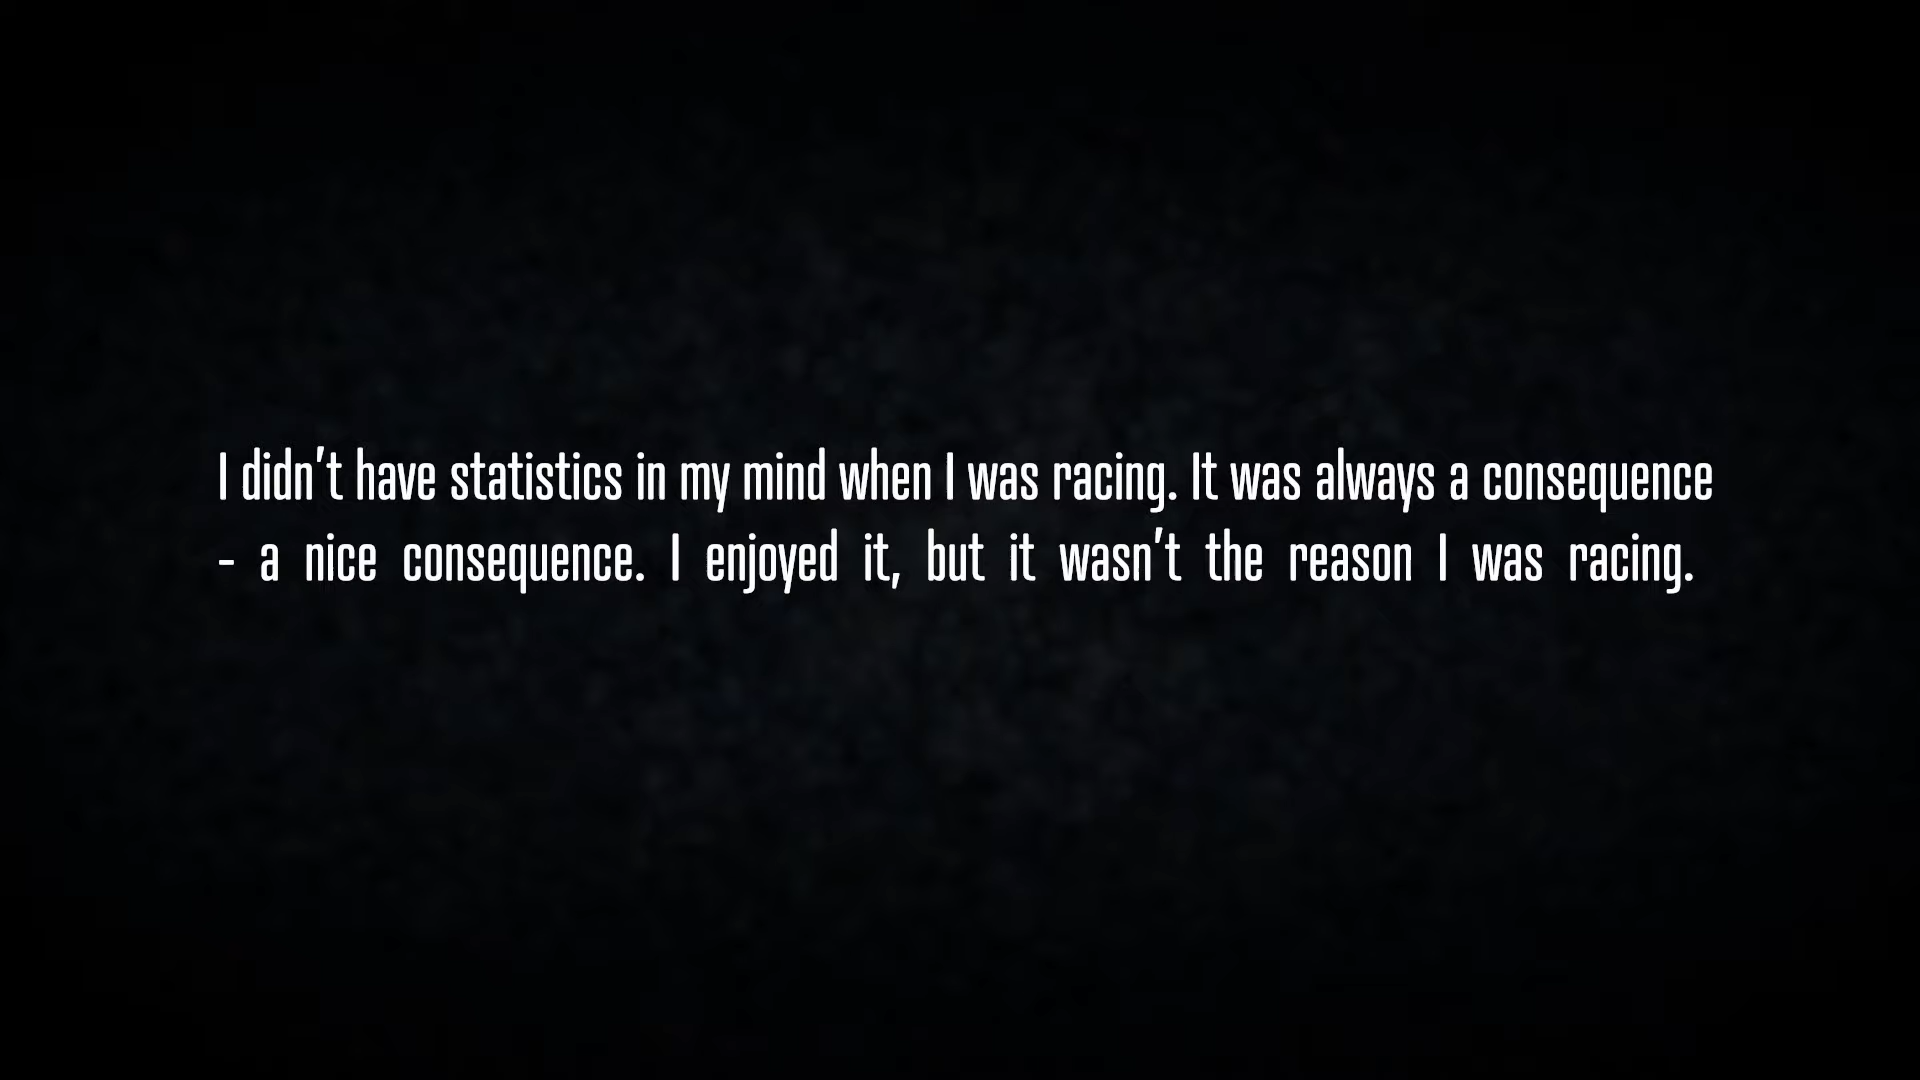 I didn't have statistics in my mind when I was racing. It was always a consequence
- a nice consequence. I enjoyed it, but it wasn't the reason I was racing.